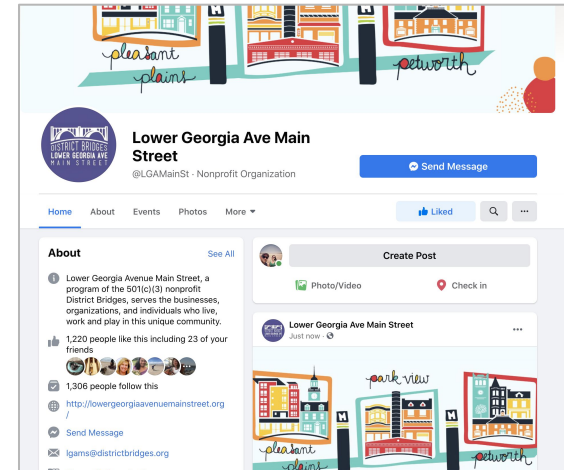 pleasant
plains
petworth
DISTRICT BRIDGES
LOWER GEORGIA AVE
MAIN STREET
Lower Georgia Ave Main
Street
@LGAMainSt · Nonprofit Organization
Send Message
Home About Events Photos More
Liked
About See All
Lower Georgia Avenue Main Street, a
program of the 501(c)(3) nonprofit
District Bridges, serves the businesses,
organizations, and individuals who live,
work and play in this unique community.
1,220 people like this including 23 of your
friends
1,306 people follow this
http://lowergeorgiaavenuemainstreet.org
/
Send Message
lgams@districtbridges.org
Create Post
Photo/Video Check in
Lower Georgia Ave Main Street
Just now ·
park view
pleasant
plains
petworth